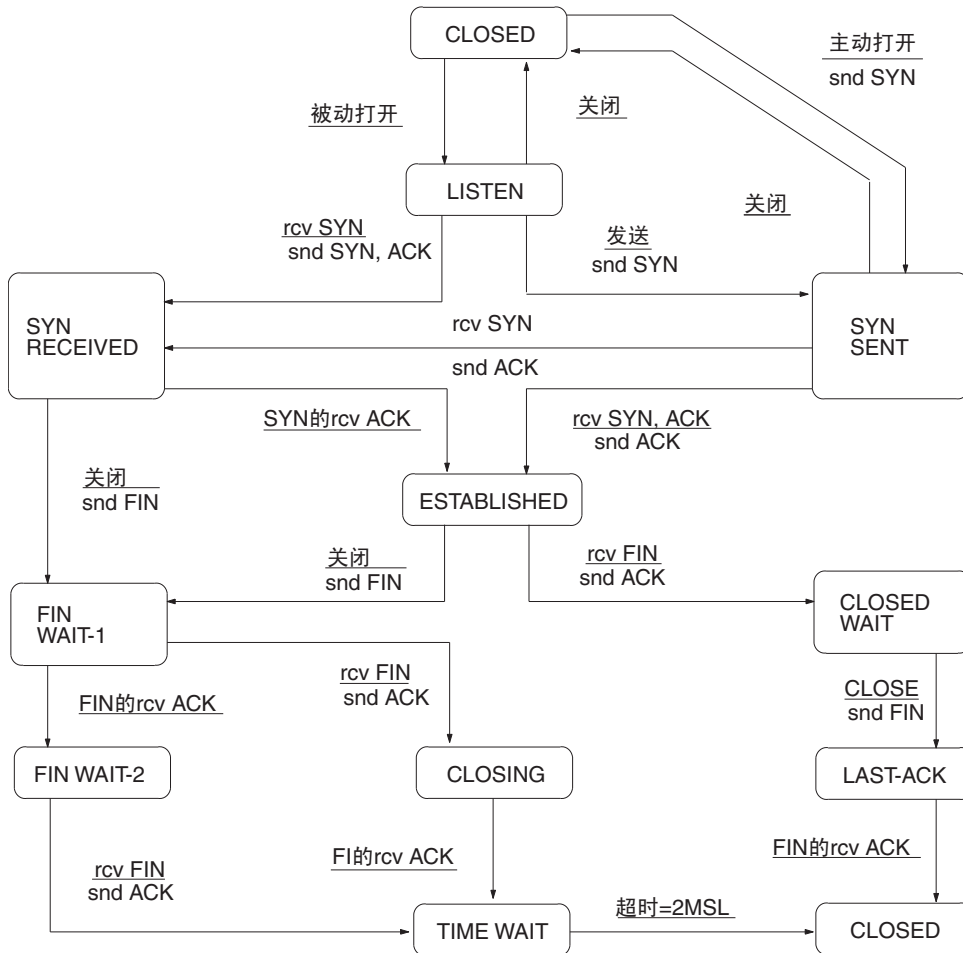 CLOSED
主动打开
snd SYN
被动打开
关闭
LISTEN
关闭
rcv SYN
snd SYN, ACK
发送
snd SYN
SYN
RECEIVED
rcv SYN
snd ACK
SYN
SENT
SYN的rcv ACK
rcv SYN, ACK
snd ACK
关闭
snd FIN
ESTABLISHED
关闭
snd FIN
rcv FIN
snd ACK
FIN
WAIT-1
CLOSED
WAIT
FIN的rcv ACK
rcv FIN
snd ACK
CLOSE
snd FIN
FIN WAIT-2
CLOSING
LAST-ACK
rcv FIN
snd ACK
FI的rcv ACK
FIN的rcv ACK
TIME WAIT
超时=2MSL
CLOSED